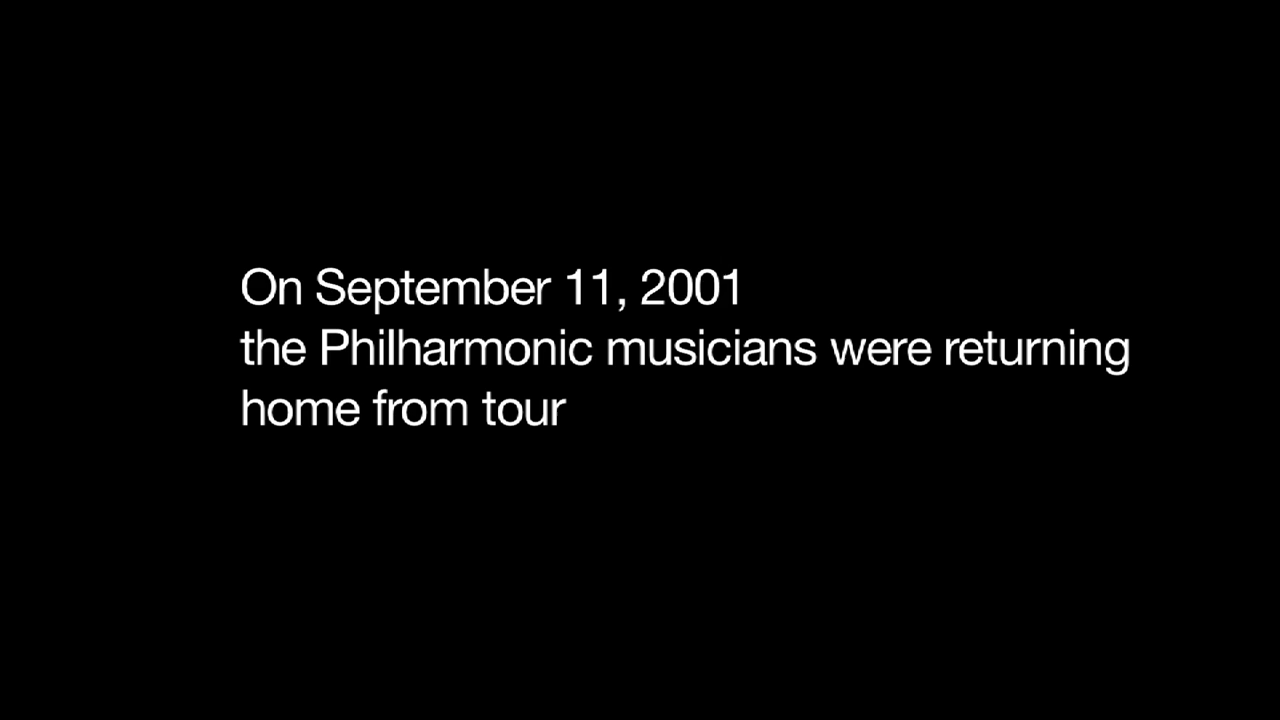 On September 11, 2001
the Philharmonic musicians were returning
home from tour